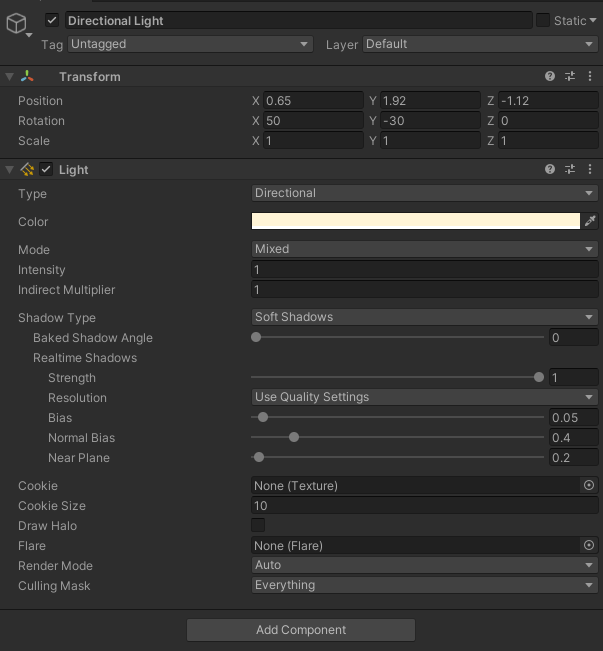 Directional Light Static
Tag Untagged Layer Default
Transform
Position X 0.65 Y 1.92 Z -1.12
Rotation X 50 Y -30 Z 0
Scale X 1 Y 1 Z 1
Light
Type Directional
Color
Mode Mixed
Intensity 1
Indirect Multiplier 1
Shadow Type Soft Shadows
Baked Shadow Angle 0
Realtime Shadows
Strength 1
Resolution Use Quality Settings
Bias 0.05
Normal Bias 0.4
Near Plane 0.2
Cookie None (Texture)
Cookie Size 10
Draw Halo
Flare None (Flare)
Render Mode Auto
Culling Mask Everything
Add Component